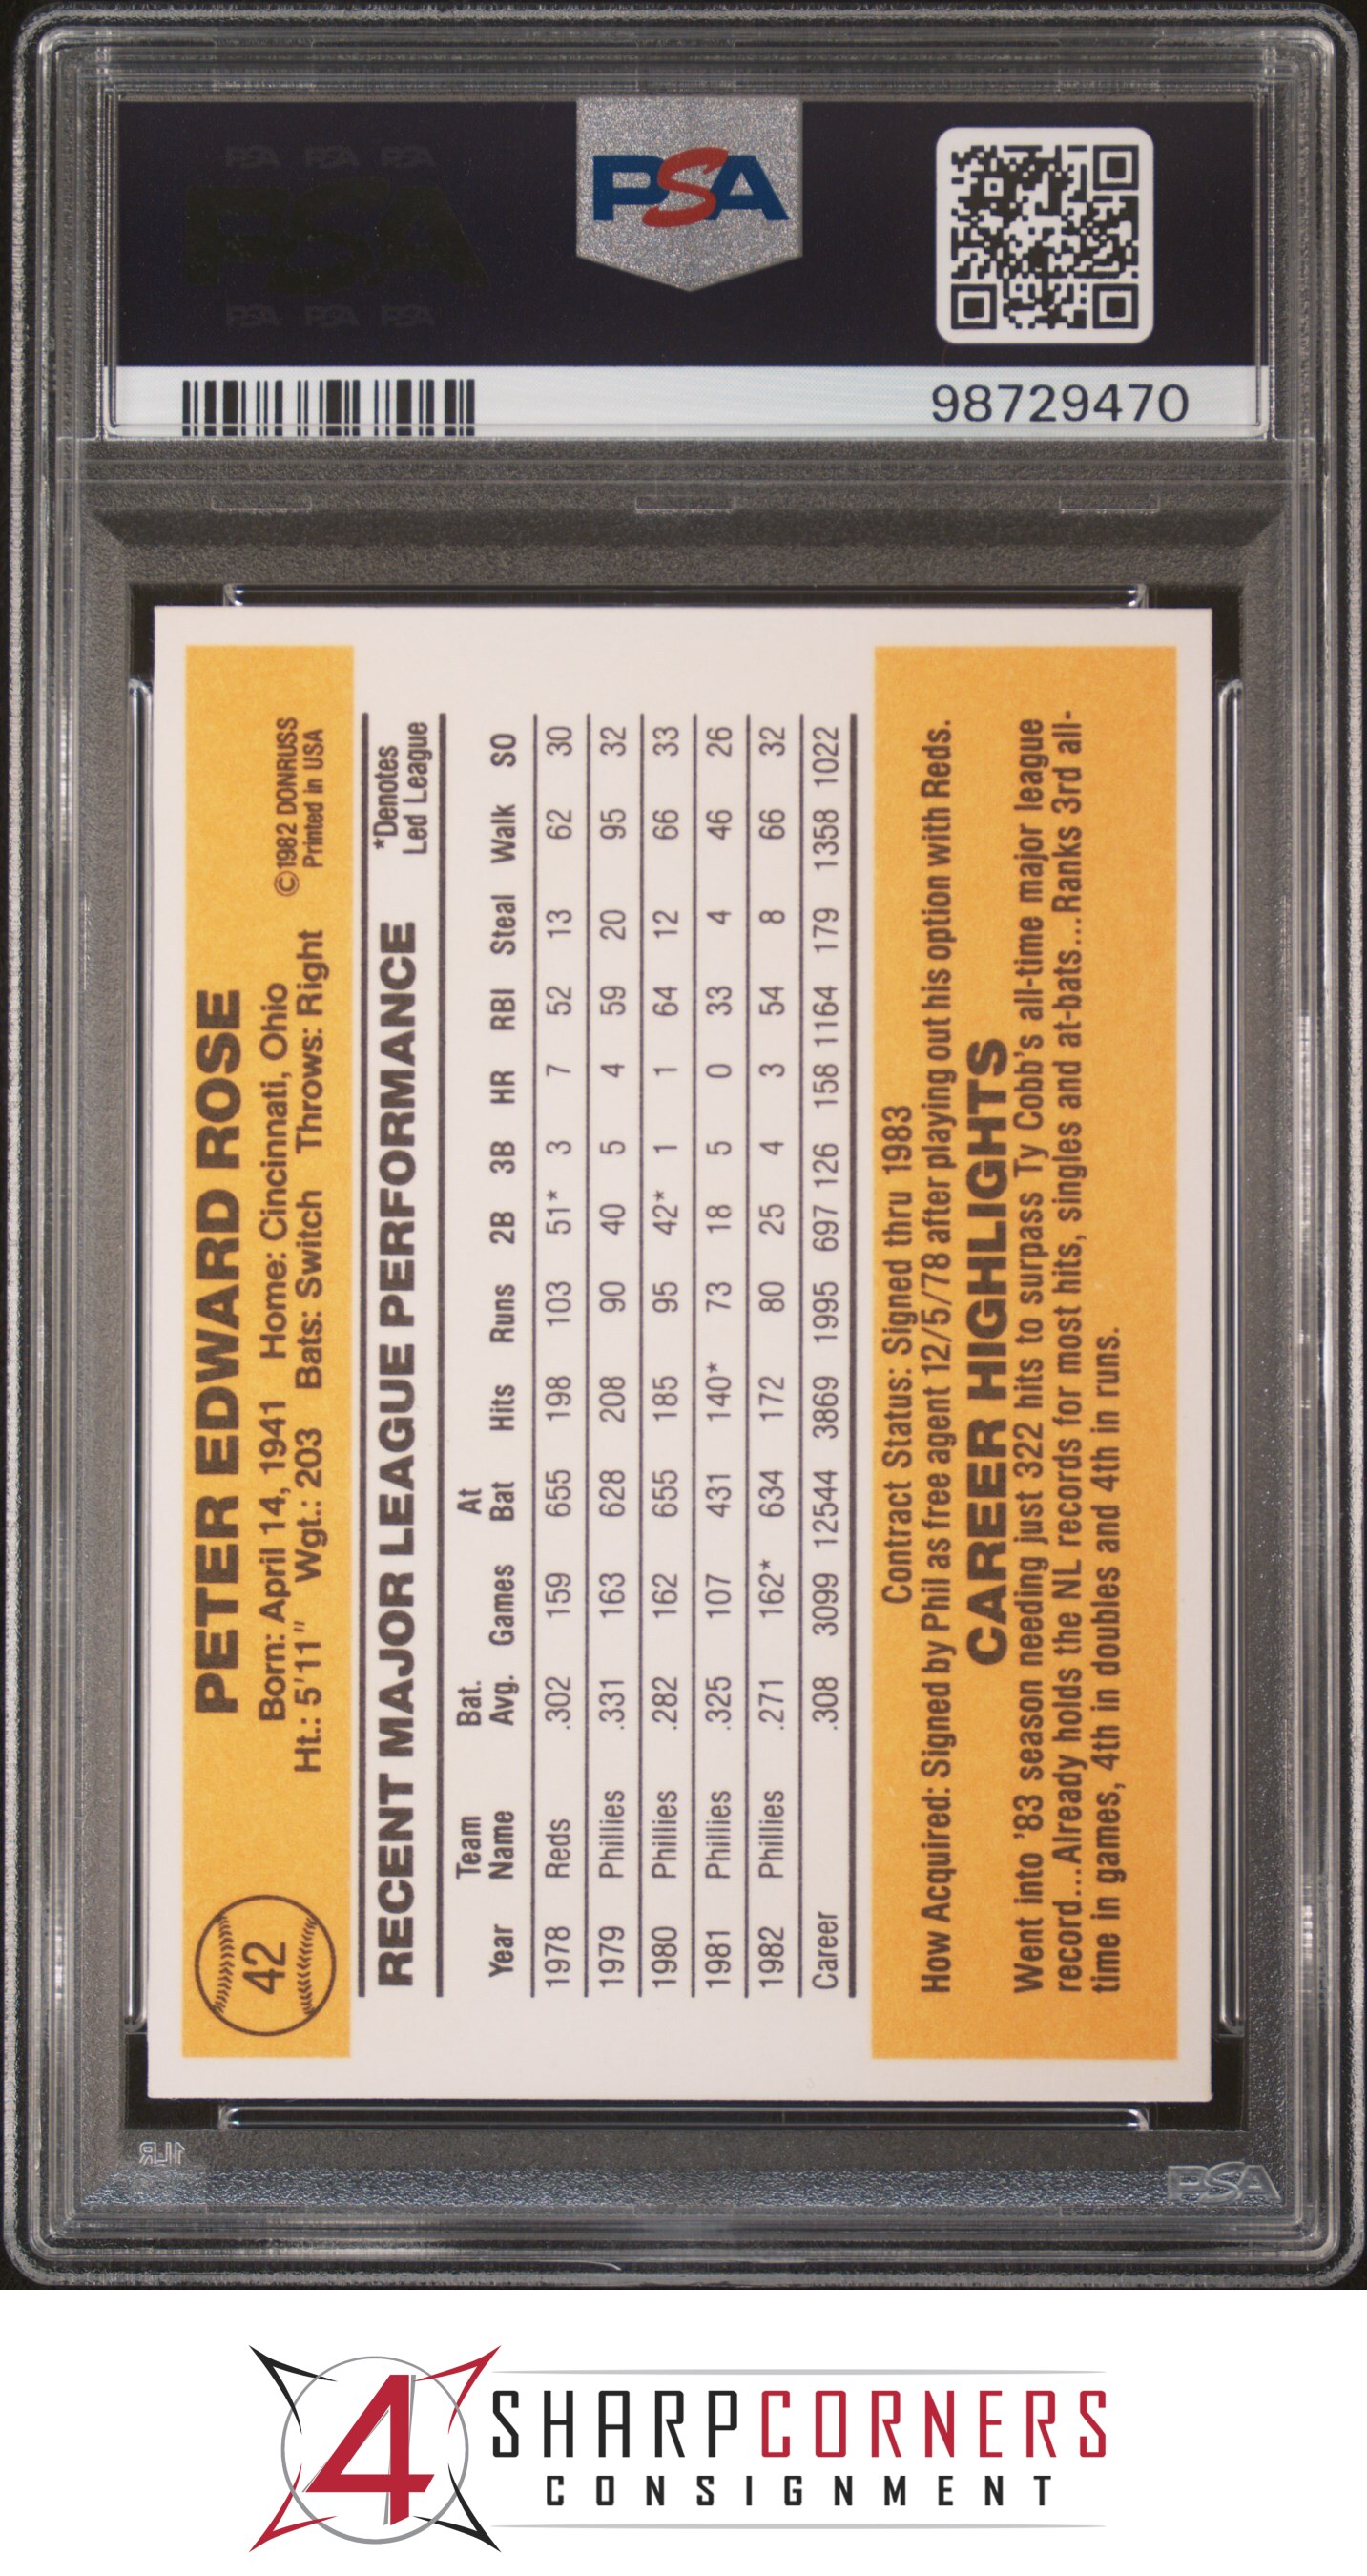 PSA PSA PSA
PSA
PSA PSA PSA
PSA
98729470
42
PETER EDWARD ROSE
Born: April 14, 1941 Home: Cincinnati, Ohio
Ht.: 5'11" Wgt.: 203 Bats: Switch Throws: Right
©1982 DONRUSS
Printed in USA
RECENT MAJOR LEAGUE PERFORMANCE
*Denotes
Led League
Year Team Name Bat. Avg. Games At Bat Hits Runs 2B 3B HR RBI Steal Walk SO
1978 Reds .302 159 655 198 103 51* 3 7 52 13 62 30
1979 Phillies .331 163 628 208 90 40 5 4 59 20 95 32
1980 Phillies .282 162 655 185 95 42* 1 1 64 12 66 33
1981 Phillies .325 107 431 140* 73 18 5 0 33 4 46 26
1982 Phillies .271 162* 634 172 80 25 4 3 54 8 66 32
Career .308 3099 12544 3869 1995 697 126 158 1164 179 1358 1022
Contract Status: Signed thru 1983
How Acquired: Signed by Phil as free agent 12/5/78 after playing out his option with Reds.
CAREER HIGHLIGHTS
Went into '83 season needing just 322 hits to surpass Ty Cobb's all-time major league
record...Already holds the NL records for most hits, singles and at-bats...Ranks 3rd all-
time in games, 4th in doubles and 4th in runs.
PSA
4
SHARPCORNERS
CONSIGNMENT